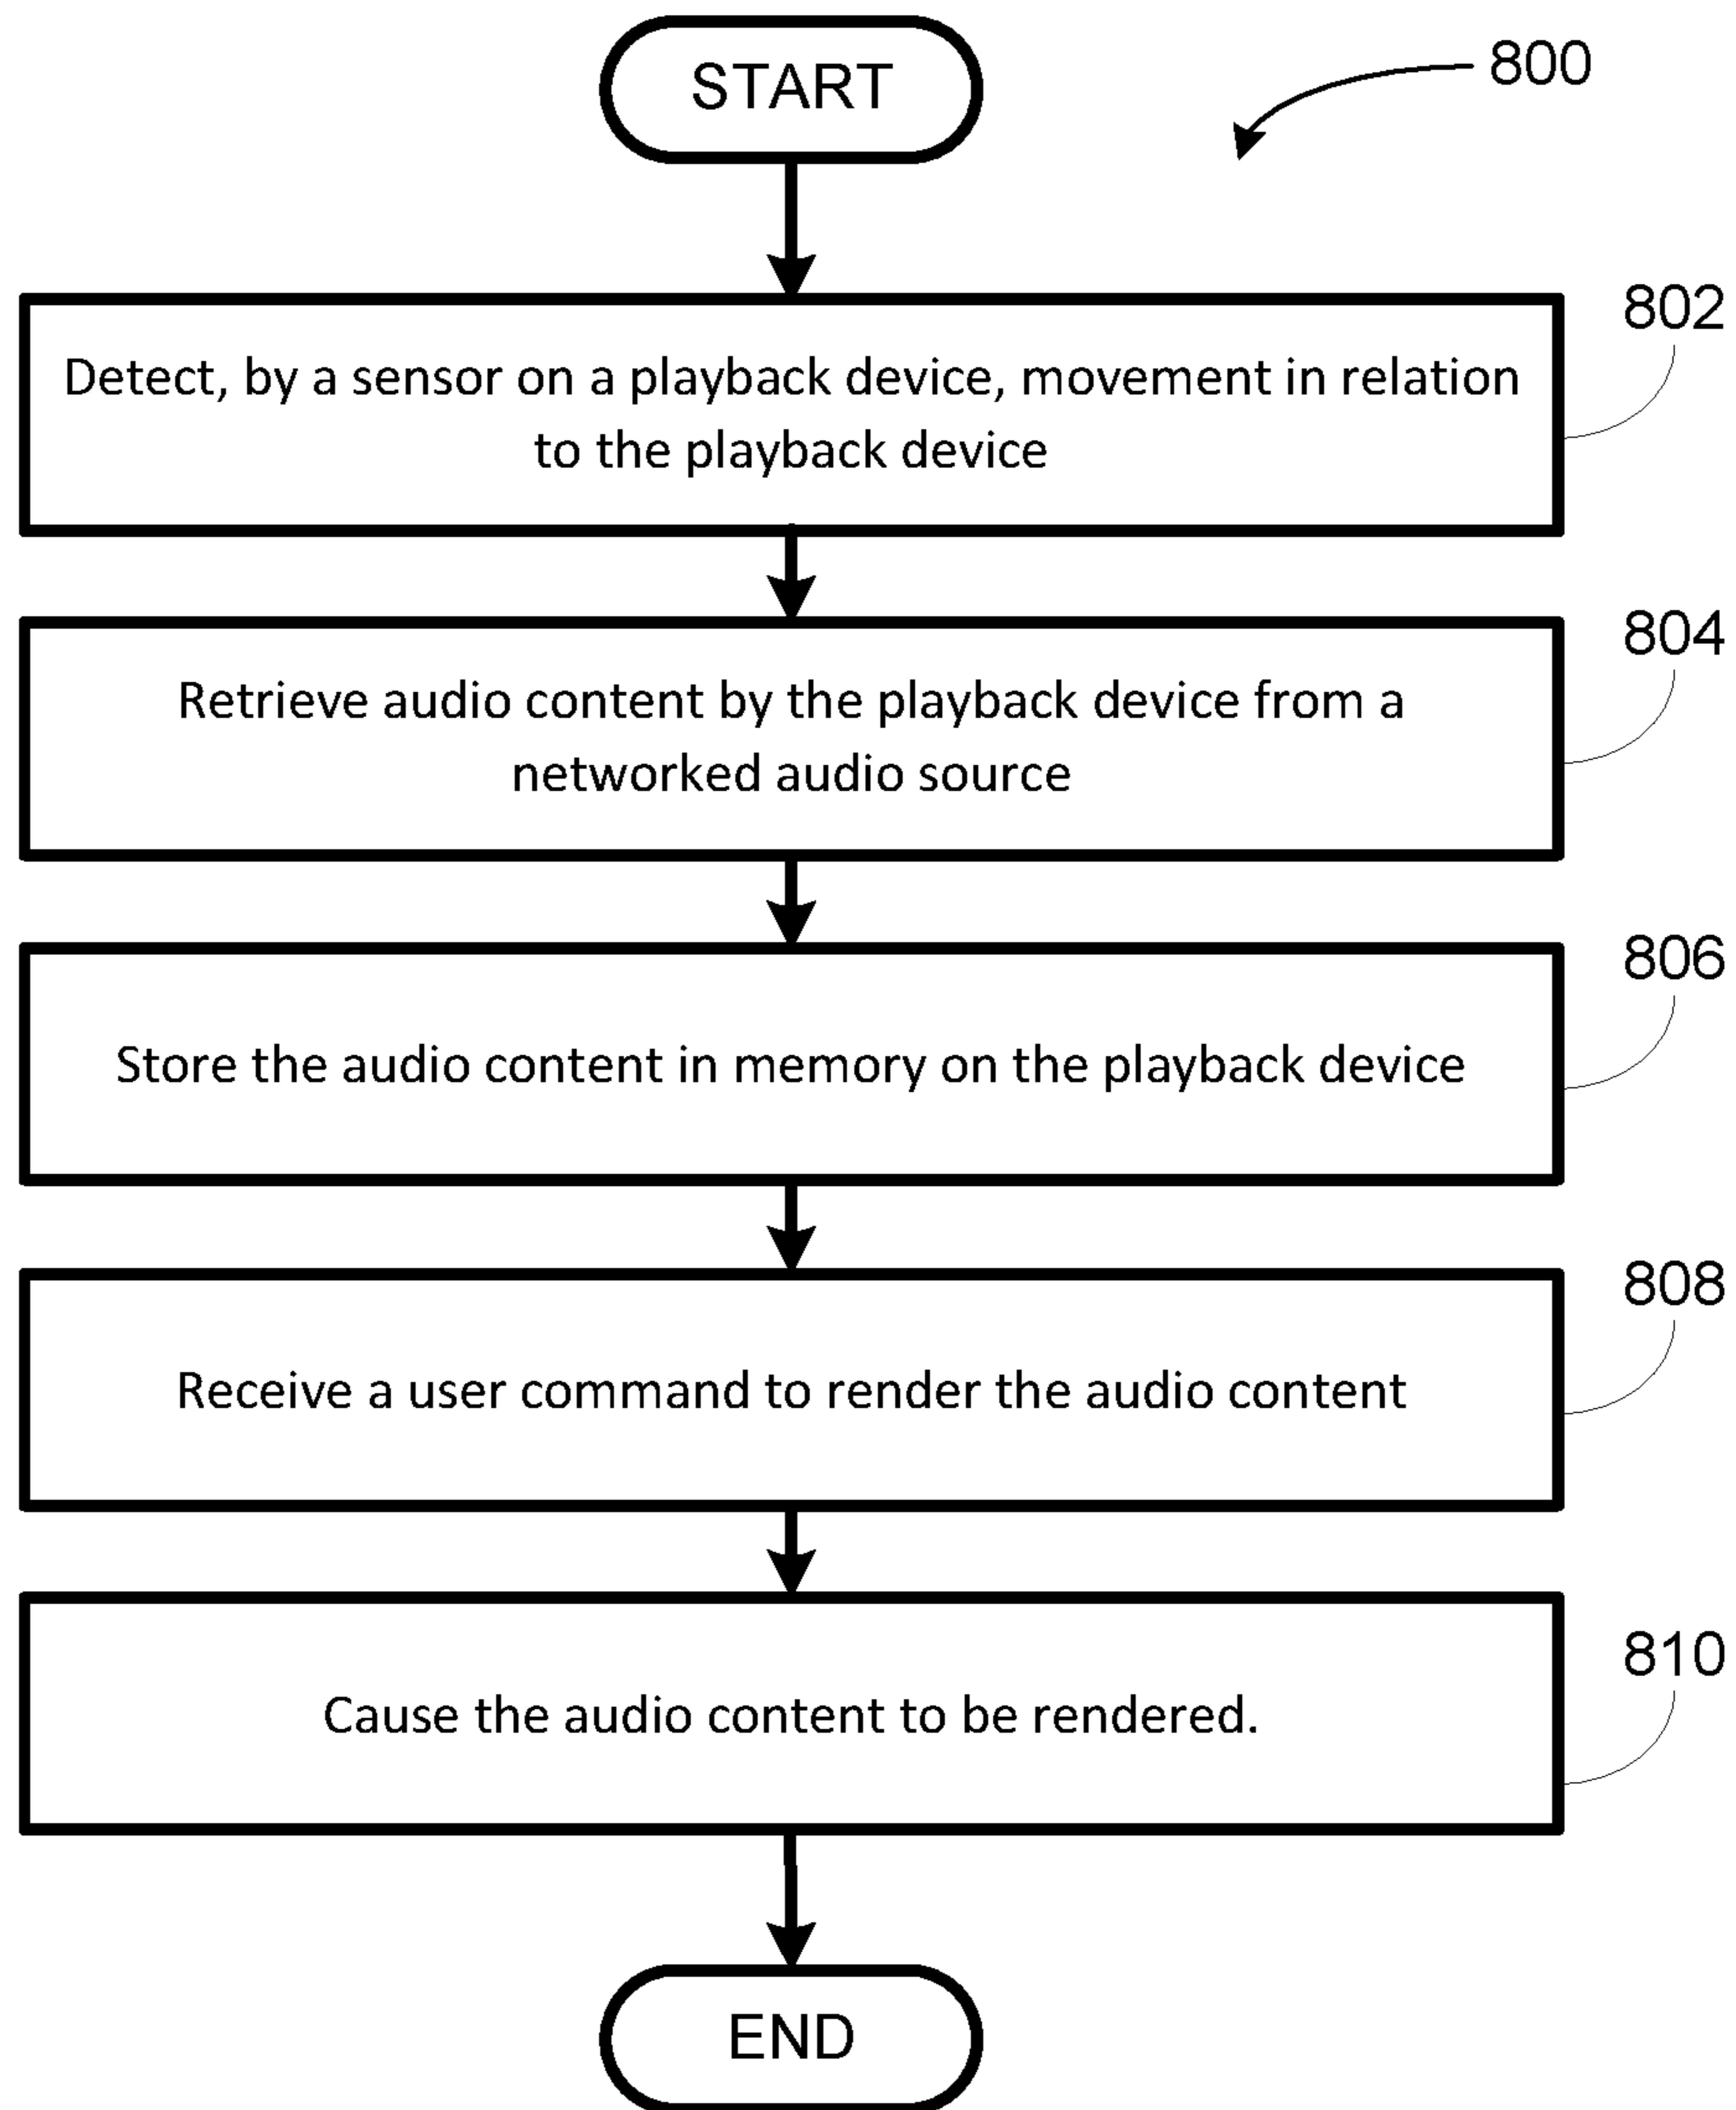 START
800
802
Detect, by a sensor on a playback device, movement in relation
to the playback device
804
Retrieve audio content by the playback device from a
networked audio source
806
Store the audio content in memory on the playback device
808
Receive a user command to render the audio content
810
Cause the audio content to be rendered.
END